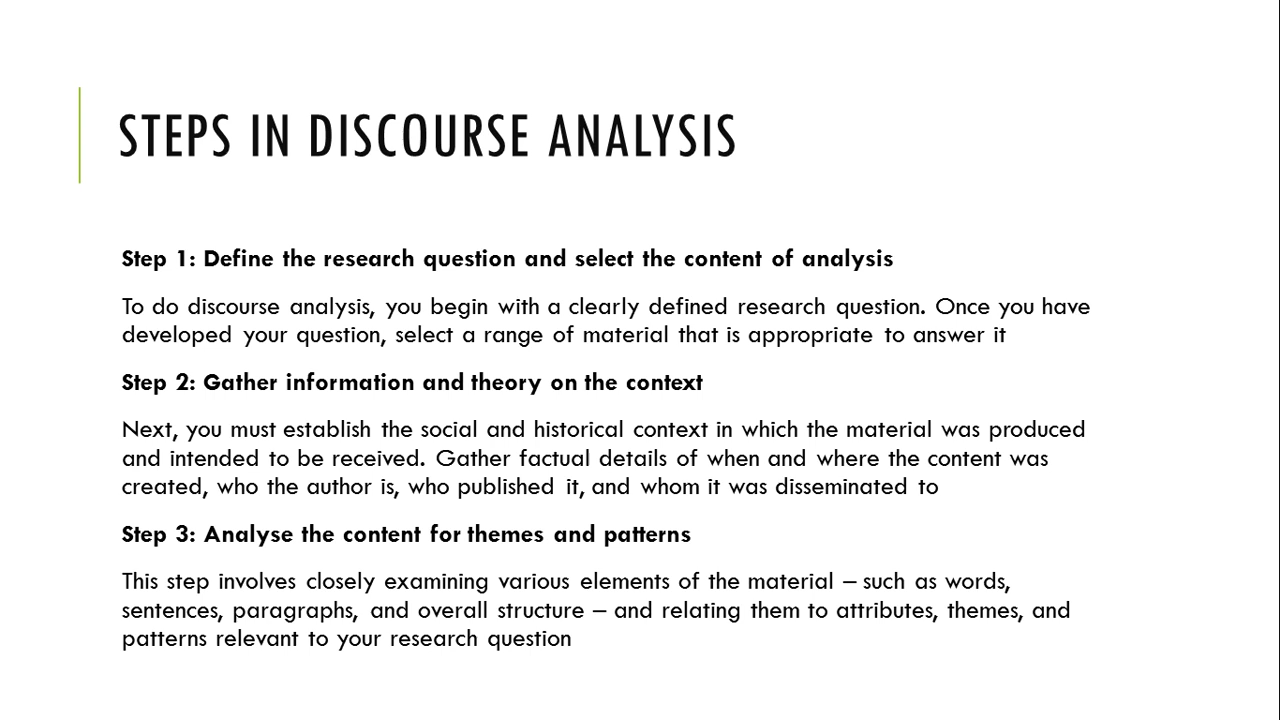 STEPS IN DISCOURSE ANALYSIS
Step 1: Define the research question and select the content of analysis
To do discourse analysis, you begin with a clearly defined research question. Once you have
developed your question, select a range of material that is appropriate to answer it
Step 2: Gather information and theory on the context
Next, you must establish the social and historical context in which the material was produced
and intended to be received. Gather factual details of when and where the content was
created, who the author is, who published it, and whom it was disseminated to
Step 3: Analyse the content for themes and patterns
This step involves closely examining various elements of the material – such as words,
sentences, paragraphs, and overall structure – and relating them to attributes, themes, and
patterns relevant to your research question